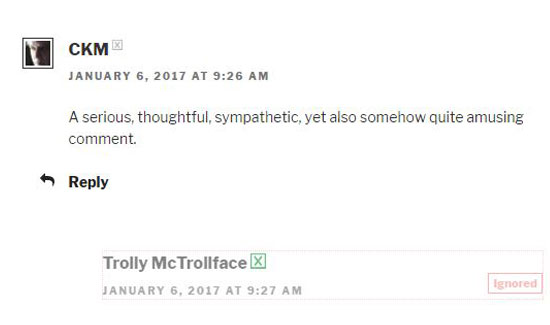 CKM X
JANUARY 6, 2017 AT 9:26 AM
A serious, thoughtful, sympathetic, yet also somehow quite amusing
comment.
Reply
Trolly McTrollface X
Ignored
JANUARY 6, 2017 AT 9:27 AM